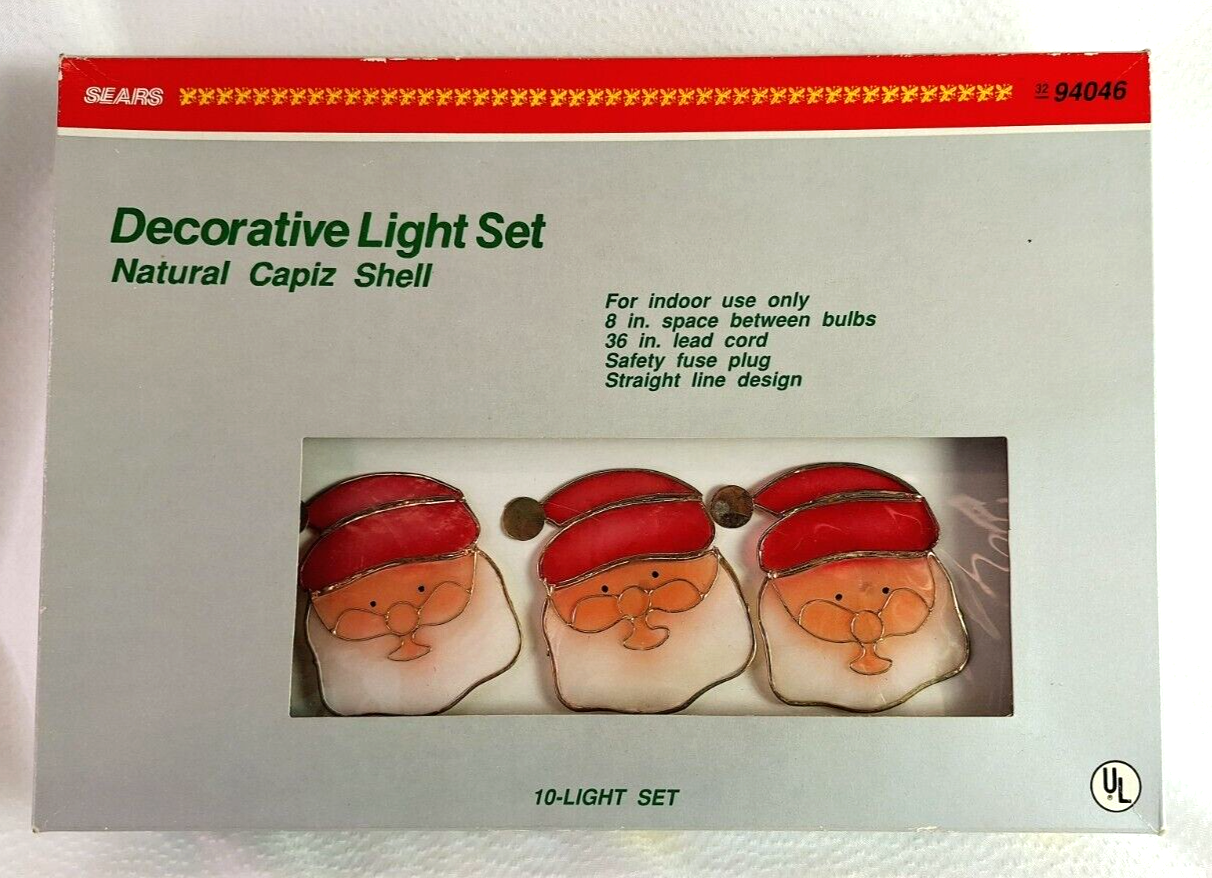 SEARS
32 94046
Decorative Light Set
Natural Capiz Shell
For indoor use only
8 in. space between bulbs
36 in. lead cord
Safety fuse plug
Straight line design
10-LIGHT SET
UL
®